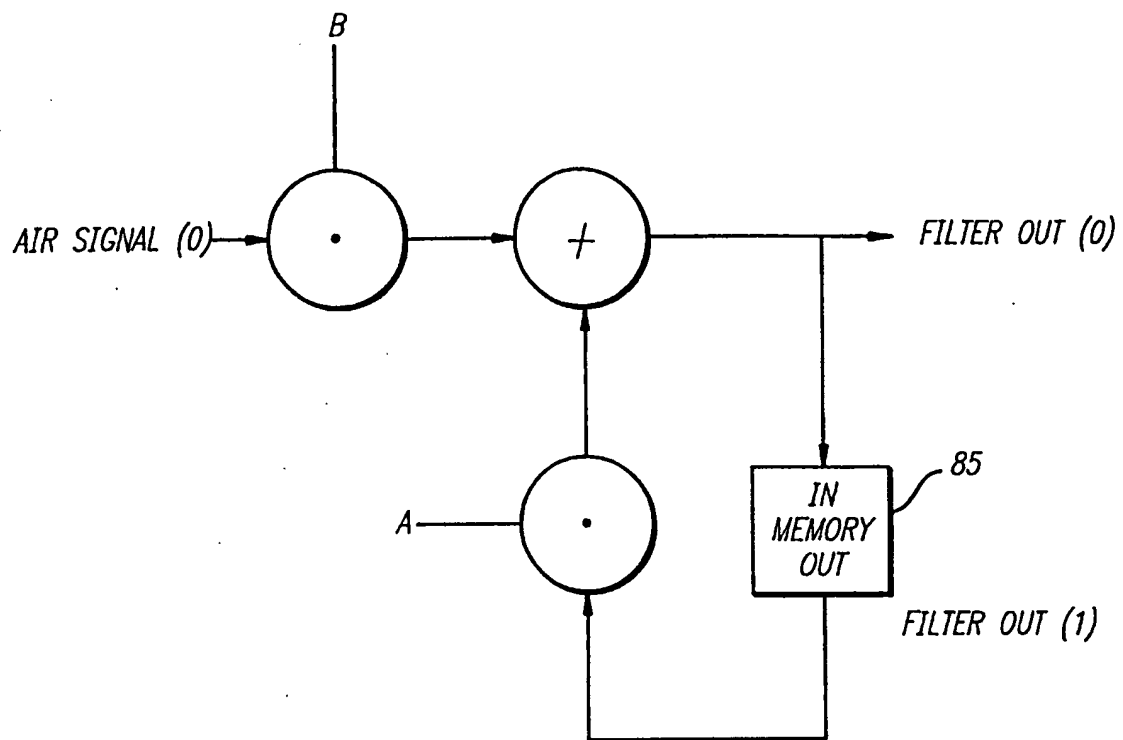 B
AIR SIGNAL (0)
+
FILTER OUT (0)
85
IN
MEMORY
OUT
A
FILTER OUT (1)